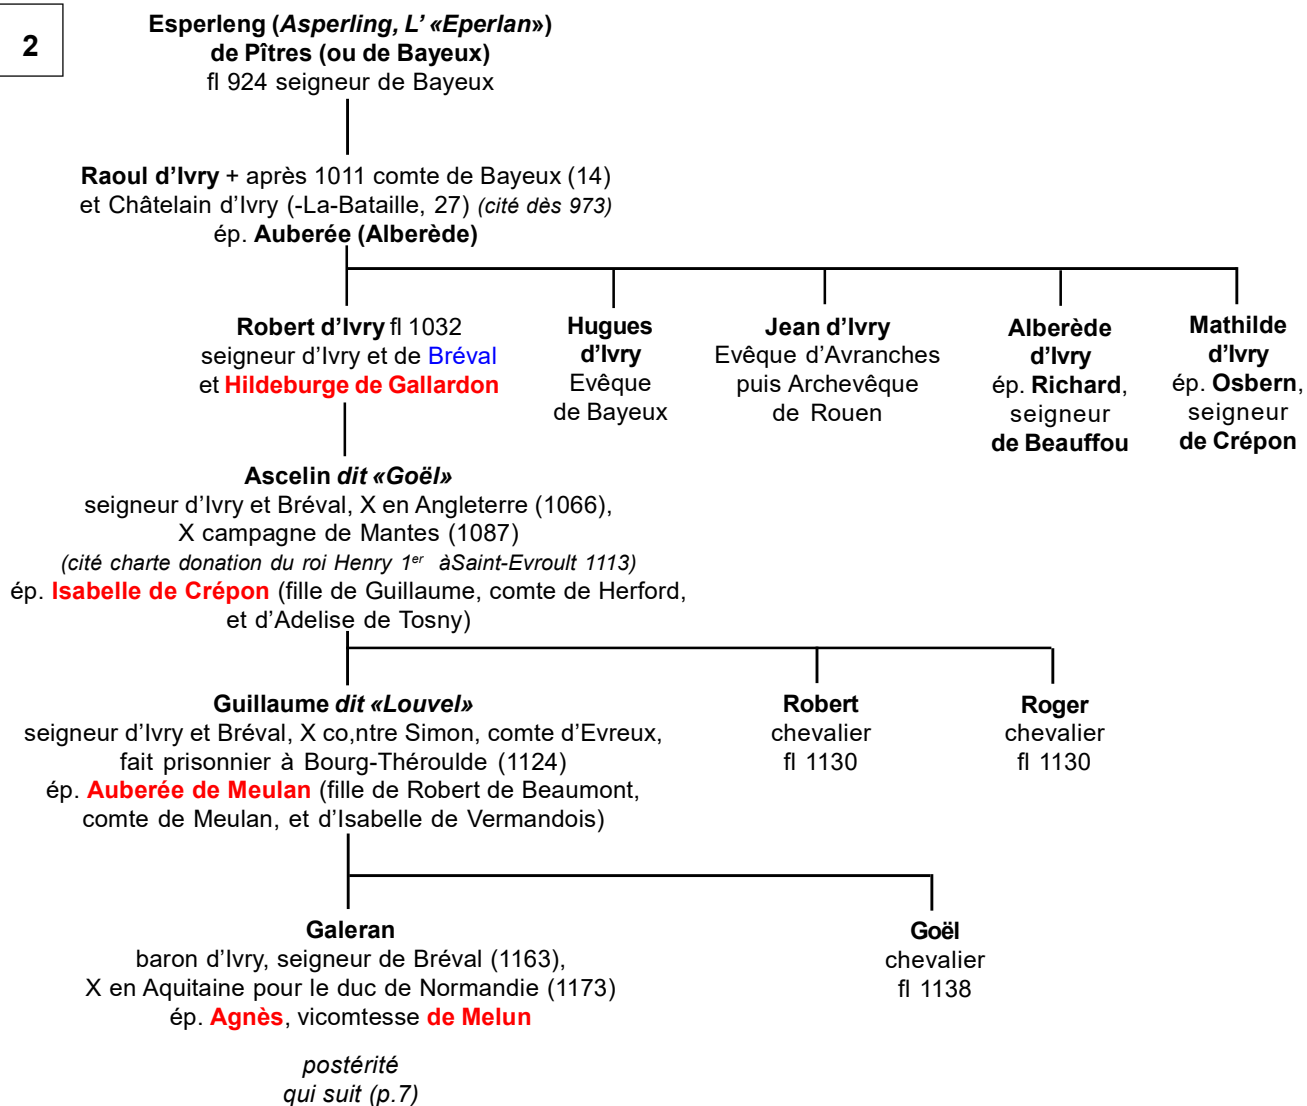 2
Esperleng (Asperling, L' «Eperlan»)
de Pîtres (ou de Bayeux)
fl 924 seigneur de Bayeux
Raoul d'Ivry + après 1011 comte de Bayeux (14)
et Châtelain d'Ivry (-La-Bataille, 27) (cité dès 973)
ép. Auberée (Alberède)
Robert d'Ivry fl 1032
seigneur d'Ivry et de Bréval
et Hildeburge de Gallardon
Hugues
d'Ivry
Evêque
de Bayeux
Jean d'Ivry
Evêque d'Avranches
puis Archevêque
de Rouen
Alberède
d'Ivry
ép. Richard,
seigneur
de Beauffou
Mathilde
d'Ivry
ép. Osbern,
seigneur
de Crépon
Ascelin dit «Goël»
seigneur d'Ivry et Bréval, X en Angleterre (1066),
X campagne de Mantes (1087)
(cité charte donation du roi Henry 1er àSaint-Evroult 1113)
ép. Isabelle de Crépon (fille de Guillaume, comte de Herford,
et d'Adelise de Tosny)
Guillaume dit «Louvel»
seigneur d'Ivry et Bréval, X co,ntre Simon, comte d'Evreux,
fait prisonnier à Bourg-Théroulde (1124)
ép. Auberée de Meulan (fille de Robert de Beaumont,
comte de Meulan, et d'Isabelle de Vermandois)
Robert
chevalier
fl 1130
Roger
chevalier
fl 1130
Galeran
baron d'Ivry, seigneur de Bréval (1163),
X en Aquitaine pour le duc de Normandie (1173)
ép. Agnès, vicomtesse de Melun
Goël
chevalier
fl 1138
postérité
qui suit (p.7)